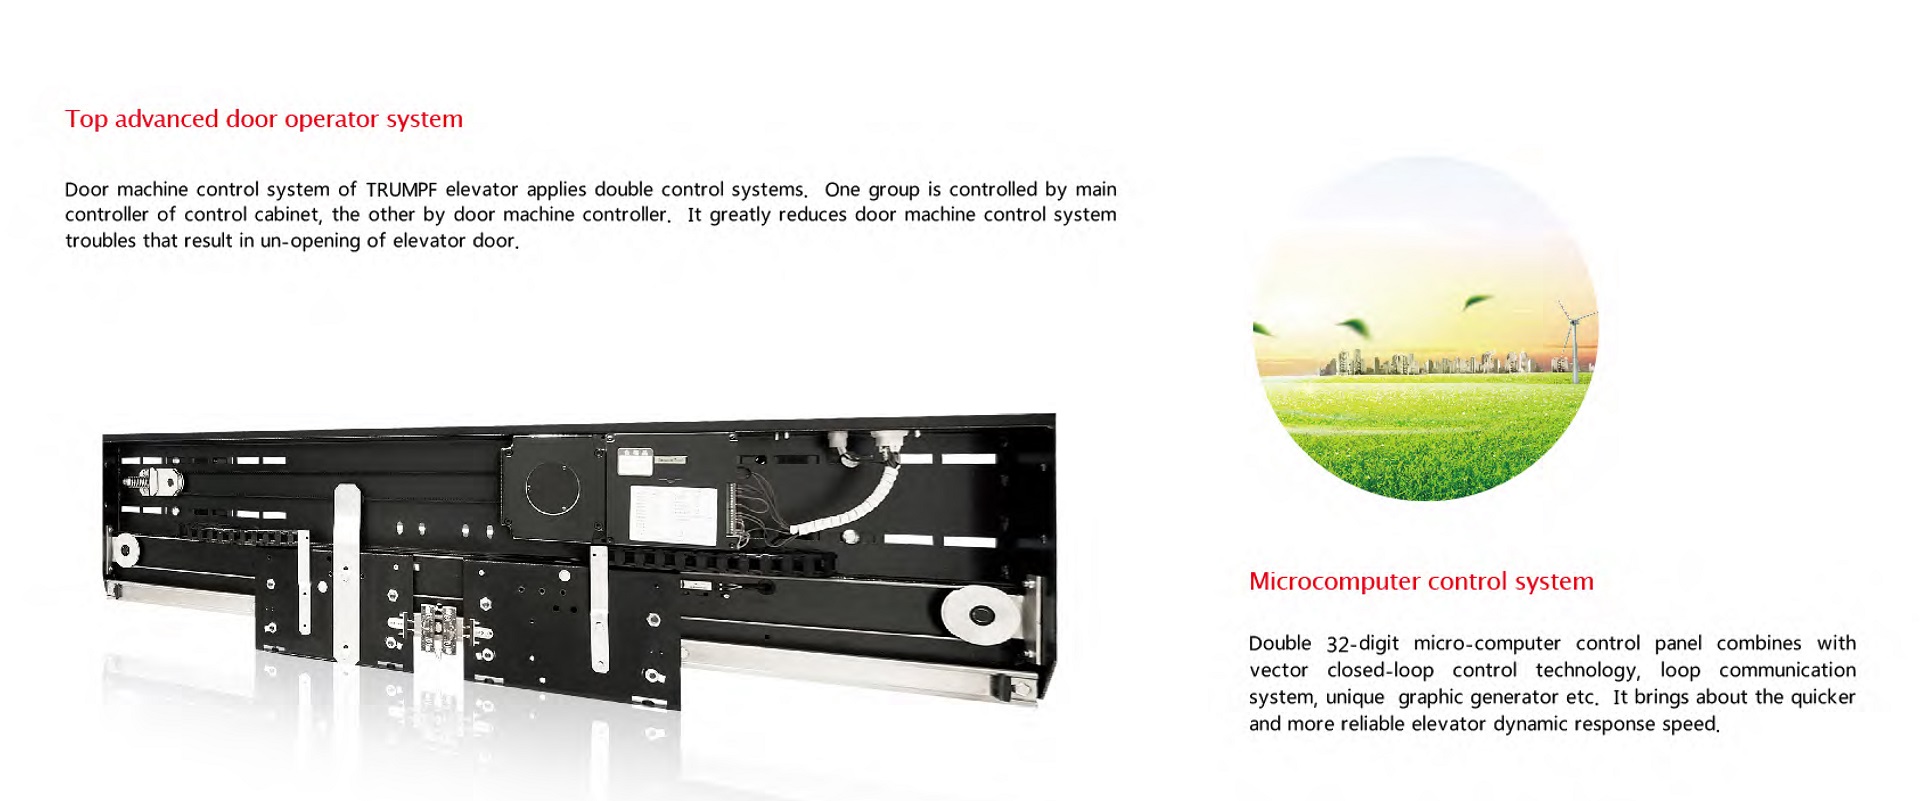 Top advanced door operator system
Door machine control system of TRUMPF elevator applies double control systems. One group is controlled by main
controller of control cabinet, the other by door machine controller. It greatly reduces door machine control system
troubles that result in un-opening of elevator door.
Microcomputer control system
Double 32-digit micro-computer control panel combines with
vector closed-loop control technology, loop communication
system, unique graphic generator etc. It brings about the quicker
and more reliable elevator dynamic response speed.